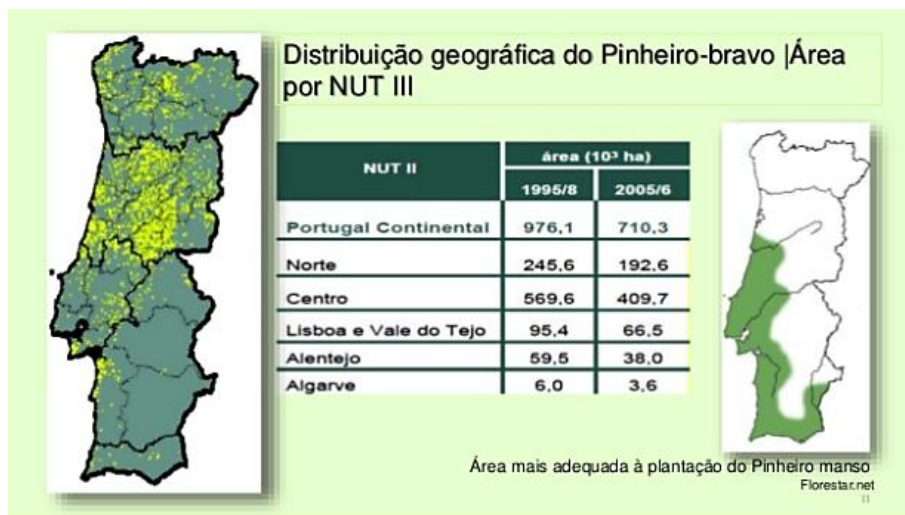 Distribuição geográfica do Pinheiro-bravo |Área
por NUT III
NUT II
área (10³ ha)
1995/8 2005/6
Portugal Continental 976,1 710,3
Norte 245,6 192,6
Centro 569,6 409,7
Lisboa e Vale do Tejo 95,4 66,5
Alentejo 59,5 38,0
Algarve 6,0 3,6
Área mais adequada à plantação do Pinheiro manso
Florestar.net
11